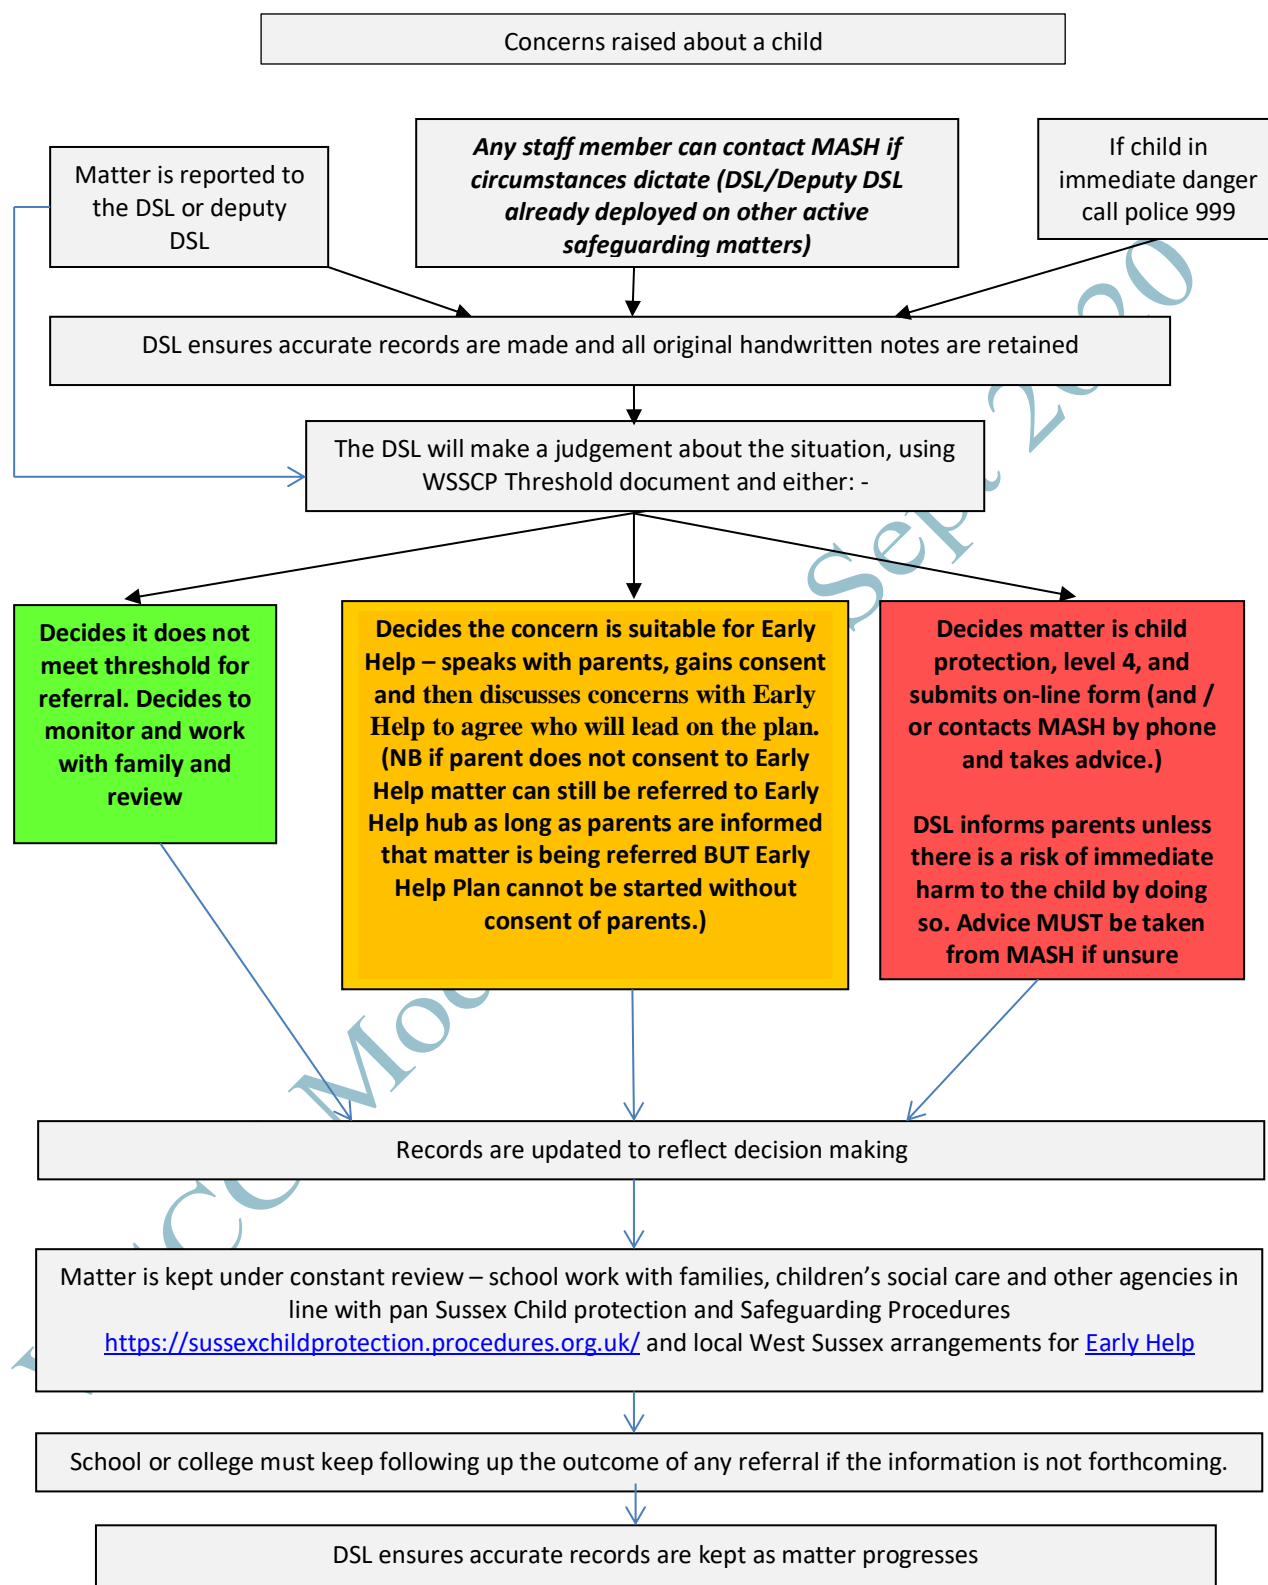 Concerns raised about a child
Matter is reported to
the DSL or deputy
DSL
Any staff member can contact MASH if
circumstances dictate (DSL/Deputy DSL
already deployed on other active
safeguarding matters)
If child in
immediate danger
call police 999
DSL ensures accurate records are made and all original handwritten notes are retained
The DSL will make a judgement about the situation, using
WSSCP Threshold document and either: -
Decides it does not
meet threshold for
referral. Decides to
monitor and work
with family and
review
Decides the concern is suitable for Early
Help – speaks with parents, gains consent
and then discusses concerns with Early
Help to agree who will lead on the plan.
(NB if parent does not consent to Early
Help matter can still be referred to Early
Help hub as long as parents are informed
that matter is being referred BUT Early
Help Plan cannot be started without
consent of parents.)
Decides matter is child
protection, level 4, and
submits on-line form (and /
or contacts MASH by phone
and takes advice.)
DSL informs parents unless
there is a risk of immediate
harm to the child by doing
so. Advice MUST be taken
from MASH if unsure
Records are updated to reflect decision making
Matter is kept under constant review – school work with families, children’s social care and other agencies in
line with pan Sussex Child protection and Safeguarding Procedures
https://sussexchildprotection.procedures.org.uk/ and local West Sussex arrangements for Early Help
School or college must keep following up the outcome of any referral if the information is not forthcoming.
DSL ensures accurate records are kept as matter progresses
Sept 2020